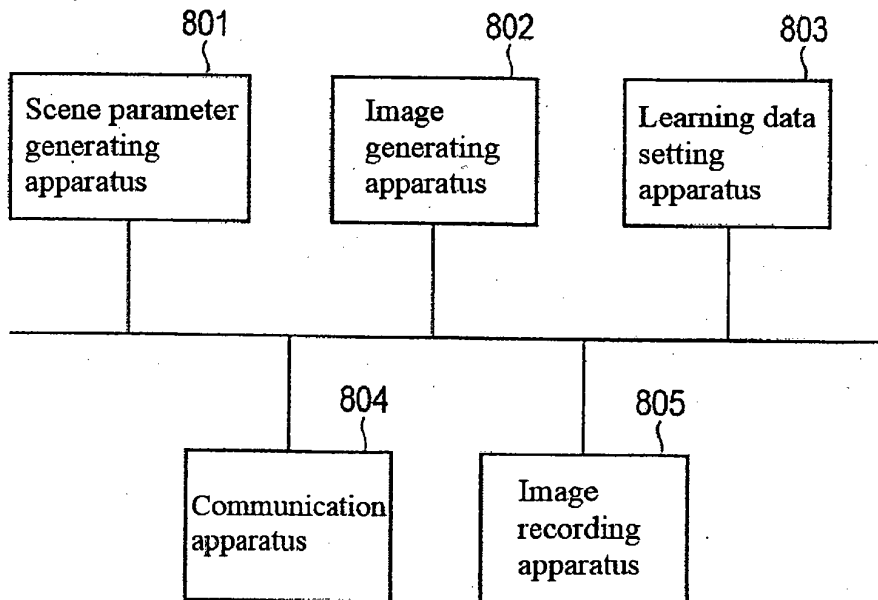 801
Scene parameter
generating
apparatus
802
Image
generating
apparatus
803
Learning data
setting
apparatus
804
Communication
apparatus
805
Image
recording
apparatus